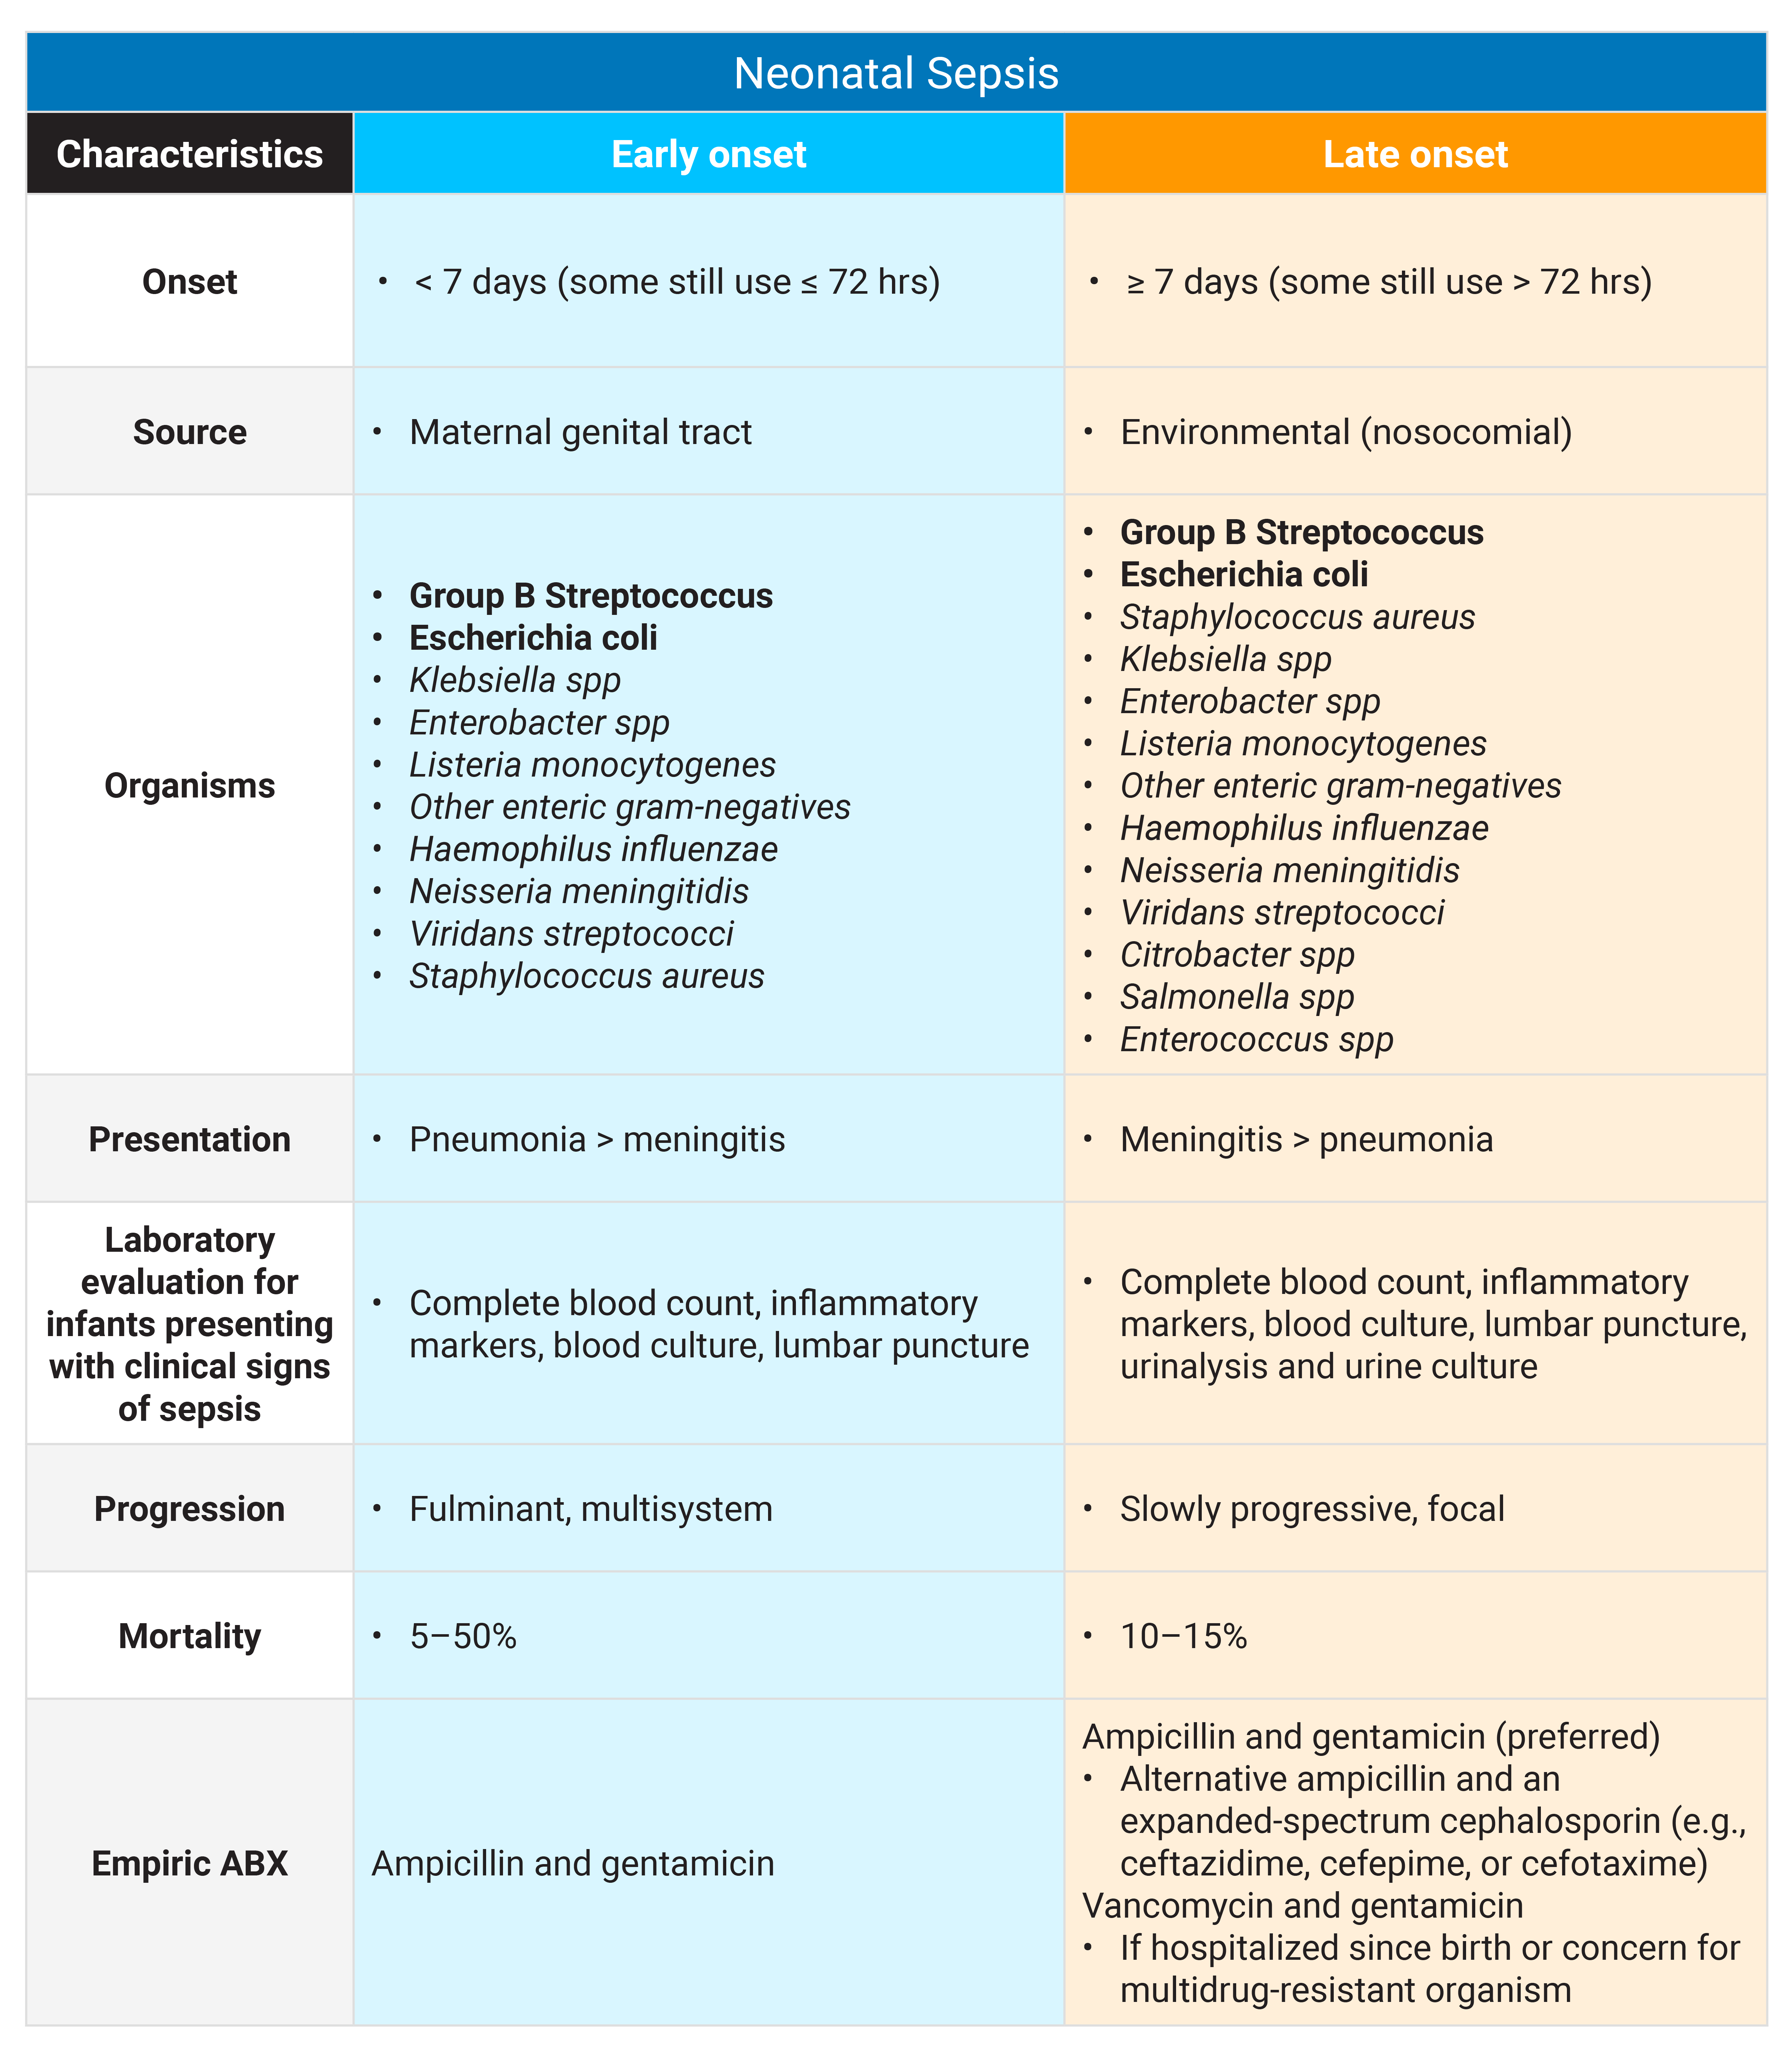 Neonatal Sepsis
Characteristics
Early onset
Late onset
Onset
• < 7 days (some still use ≤ 72 hrs)
• ≥ 7 days (some still use > 72 hrs)
Source
• Maternal genital tract
• Environmental (nosocomial)
Organisms
• Group B Streptococcus
• Escherichia coli
• Klebsiella spp
• Enterobacter spp
• Listeria monocytogenes
• Other enteric gram-negatives
• Haemophilus influenzae
• Neisseria meningitidis
• Viridans streptococci
• Staphylococcus aureus
• Group B Streptococcus
• Escherichia coli
• Staphylococcus aureus
• Klebsiella spp
• Enterobacter spp
• Listeria monocytogenes
• Other enteric gram-negatives
• Haemophilus influenzae
• Neisseria meningitidis
• Viridans streptococci
• Citrobacter spp
• Salmonella spp
• Enterococcus spp
Presentation
• Pneumonia > meningitis
• Meningitis > pneumonia
Laboratory
evaluation for
infants presenting
with clinical signs
of sepsis
• Complete blood count, inflammatory
markers, blood culture, lumbar puncture
• Complete blood count, inflammatory
markers, blood culture, lumbar puncture,
urinalysis and urine culture
Progression
• Fulminant, multisystem
• Slowly progressive, focal
Mortality
• 5–50%
• 10–15%
Empiric ABX
Ampicillin and gentamicin
Ampicillin and gentamicin (preferred)
• Alternative ampicillin and an
expanded-spectrum cephalosporin (e.g.,
ceftazidime, cefepime, or cefotaxime)
Vancomycin and gentamicin
• If hospitalized since birth or concern for
multidrug-resistant organism